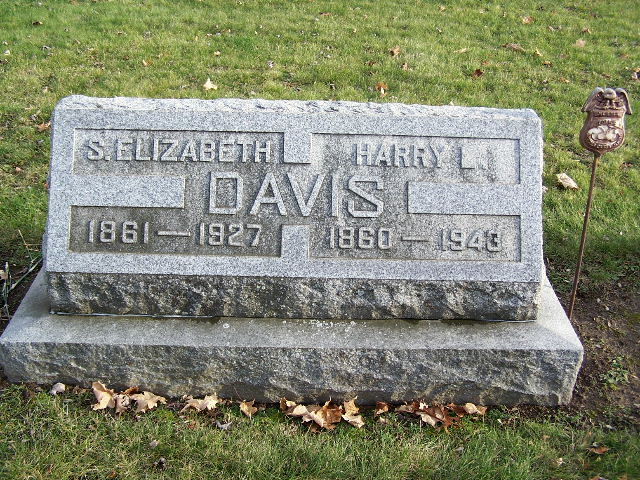 S. ELIZABETH HARRY L.
DAVIS
1861 — 1927 1860 — 1943